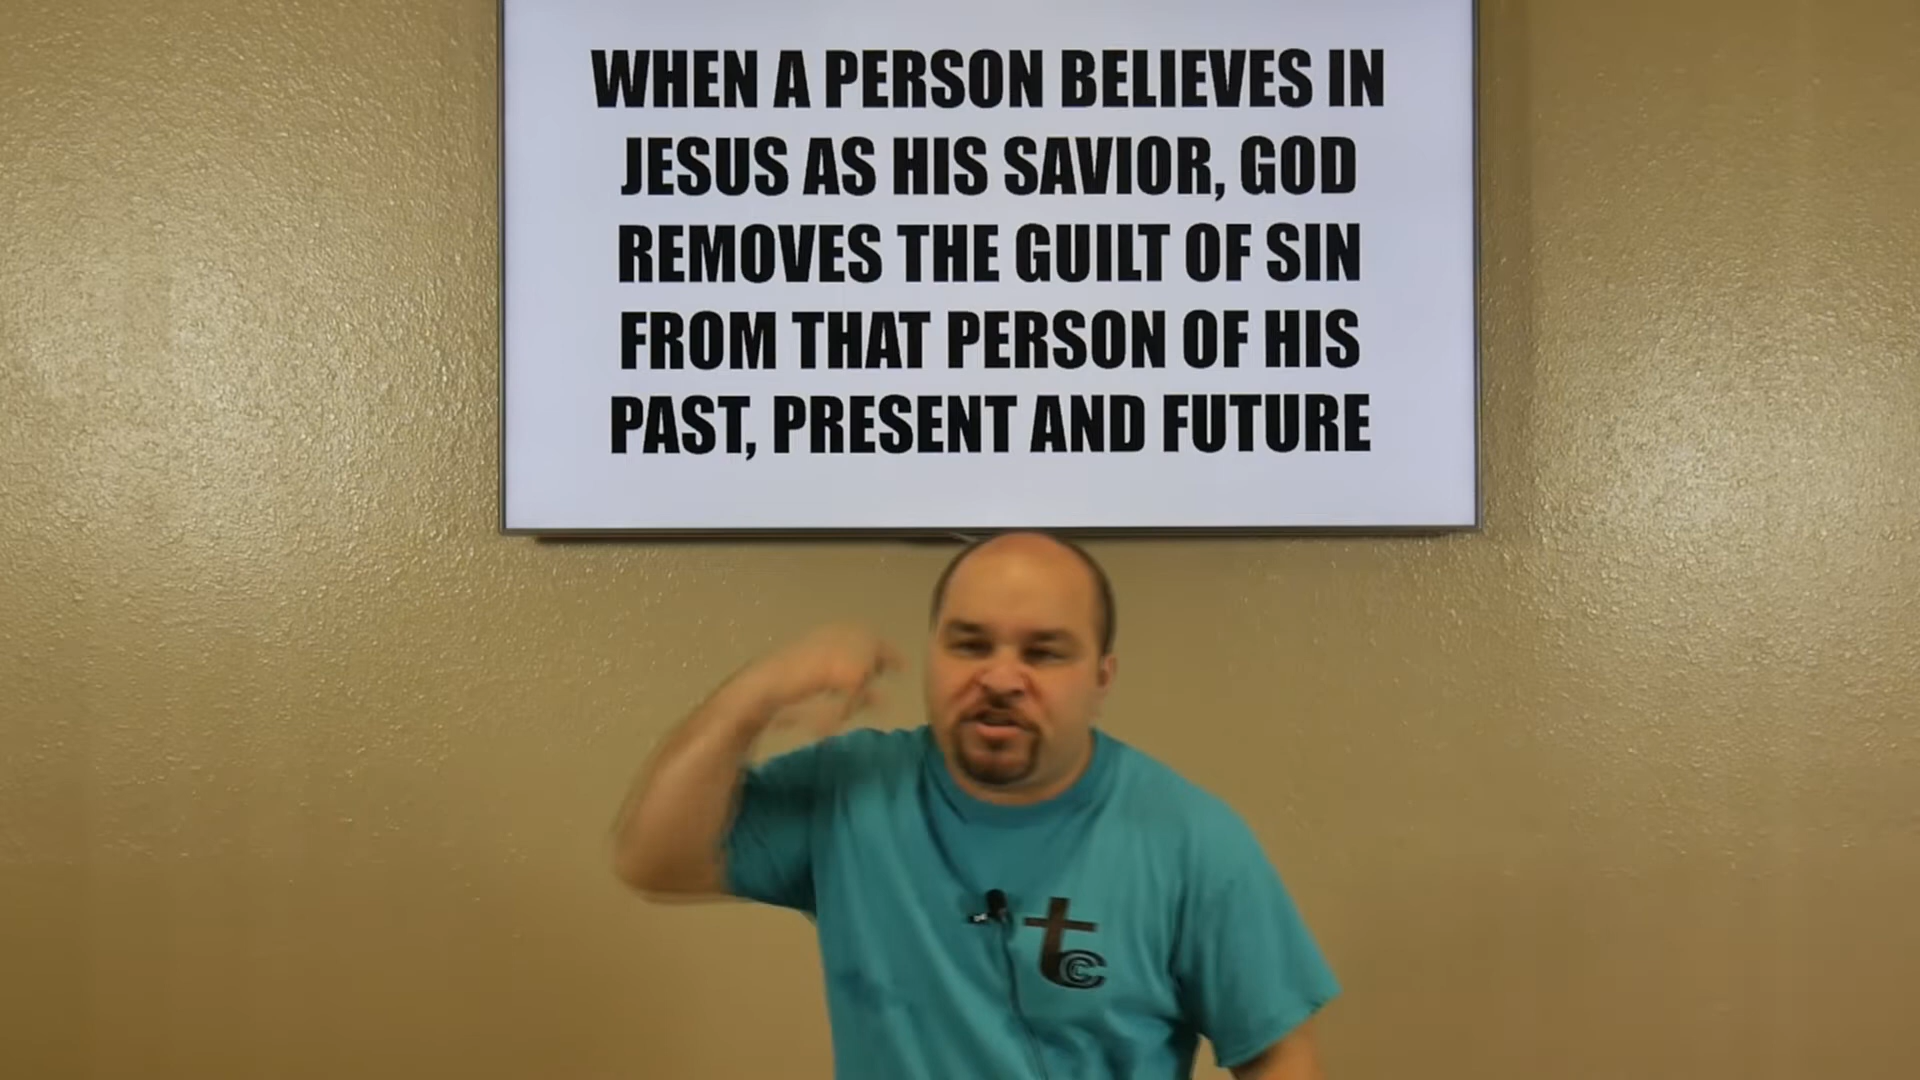 WHEN A PERSON BELIEVES IN
JESUS AS HIS SAVIOR, GOD
REMOVES THE GUILT OF SIN
FROM THAT PERSON OF HIS
PAST, PRESENT AND FUTURE
tcc